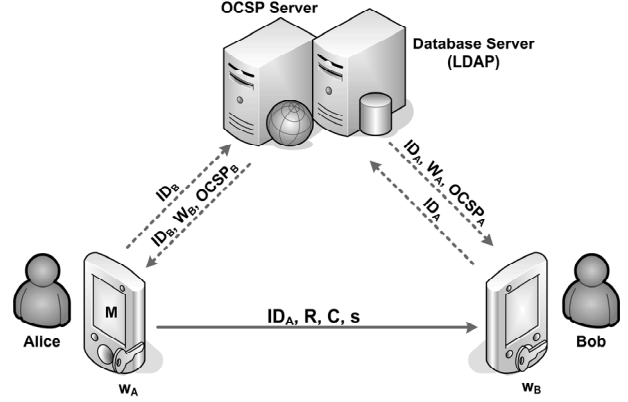 OCSP Server
Database Server
(LDAP)
ID_B
ID_B, W_B, OCSP_B
ID_A, W_A, OCSP_A
ID_A
M
Alice
ID_A, R, C, s
Bob
w_A
w_B